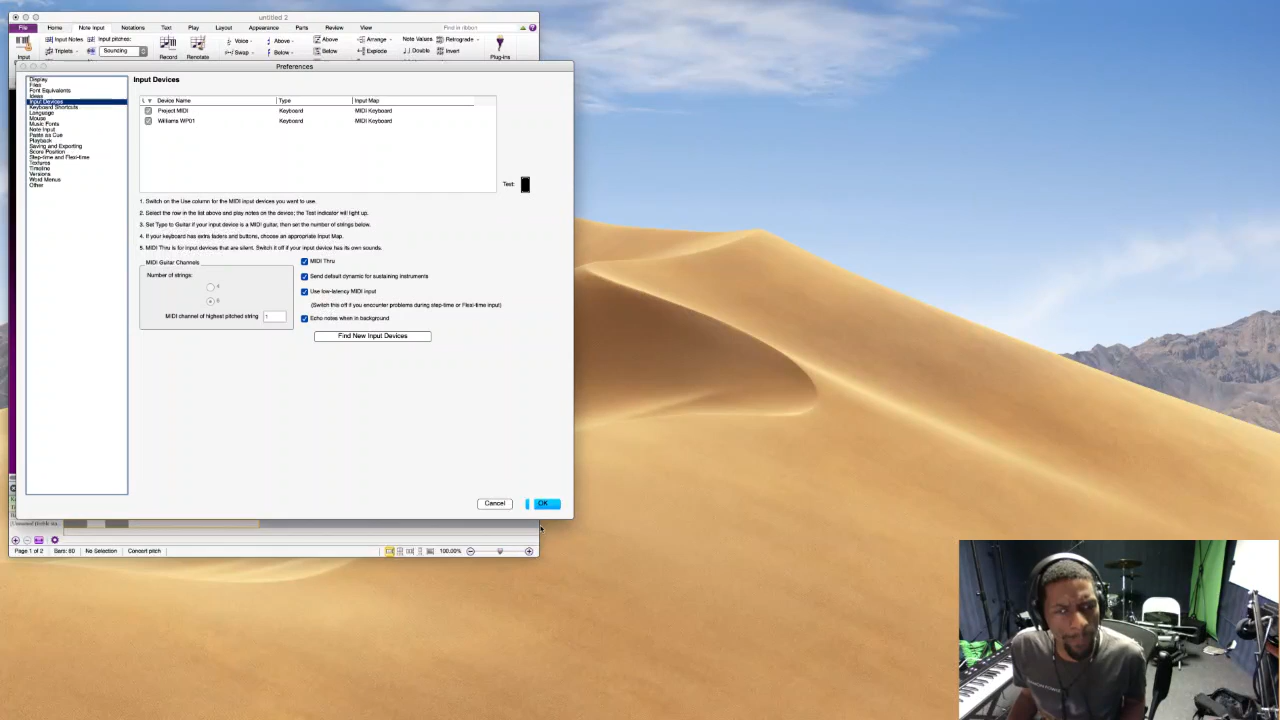 untitled 2
File Home Note Input Notations Text Play Layout Appearance Parts Review View Find in ribbon
Input Notes Input pitches: Voice Above Above Arrange Note Values Retrograde
Triplets Sounding Swap Below Below Explode Double Invert
Input Record Renotate Plug-ins
Preferences
Display
Files
Font Equivalents
Ideas
Input Devices
Keyboard Shortcuts
Language
Mouse
Music Fonts
Note Input
Paste as Cue
Playback
Saving and Exporting
Score Position
Step-time and Flexi-time
Textures
Timeline
Versions
Word Menus
Other
Input Devices
Device Name Type Input Map
Project MIDI Keyboard MIDI Keyboard
Williams WP01 Keyboard MIDI Keyboard
Test:
1. Switch on the Use column for the MIDI input devices you want to use.
2. Select the row in the list above and play notes on the device; the Test indicator will light up.
3. Set Type to Guitar if your input device is a MIDI guitar, then set the number of strings below.
4. If your keyboard has extra faders and buttons, choose an appropriate Input Map.
5. MIDI Thru is for input devices that are silent. Switch it off if your input device has its own sounds.
MIDI Guitar Channels
Number of strings:
MIDI channel of highest pitched string 1
MIDI Thru
Send default dynamic for sustaining instruments
Use low-latency MIDI input
(Switch this off if you encounter problems during step-time or Flexi-time input)
Echo notes when in background
Find New Input Devices
Cancel OK
Page 1 of 2 Bars: 60 No Selection Concert pitch 100.00%